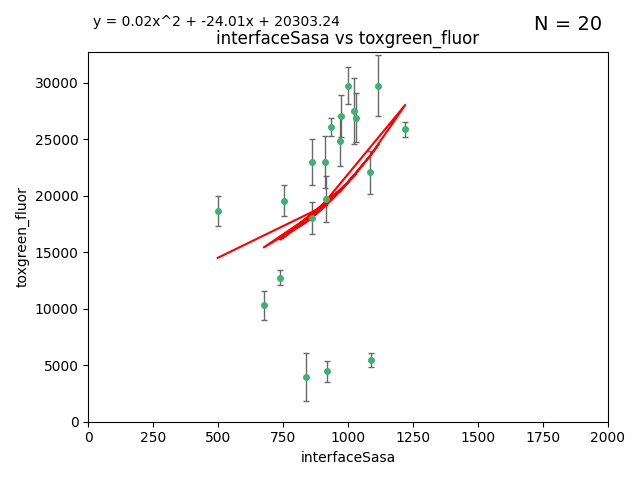 y = 0.02x^2 + -24.01x + 20303.24
N = 20
interfaceSasa vs toxgreen_fluor
30000
25000
20000
15000
10000
5000
0
toxgreen_fluor
0 250 500 750 1000 1250 1500 1750 2000
interfaceSasa